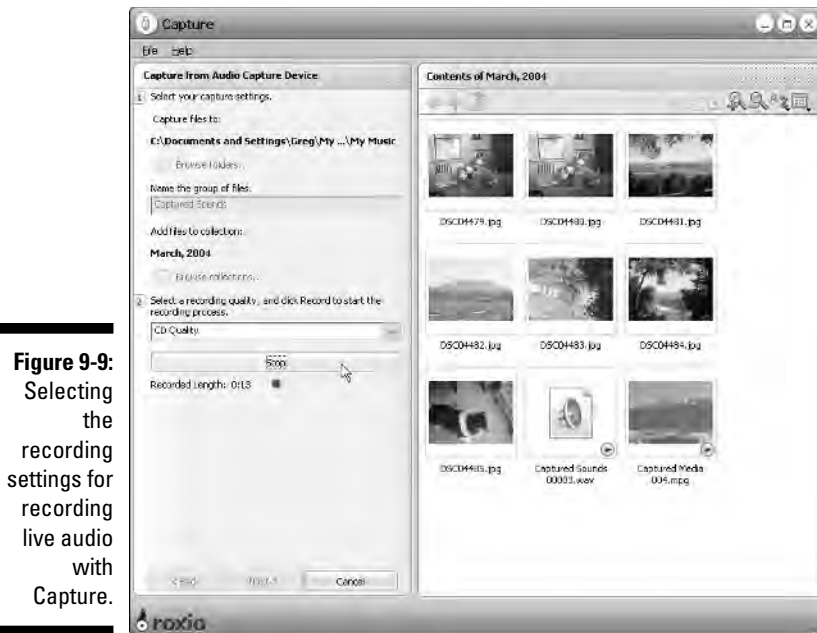 Capture
File Help
Capture from Audio Capture Device
1 Select your capture settings.
Capture files to:
C:\Documents and Settings\Greg\My ...\My Music
Browse folders...
Name the group of files.
Captured Sounds
Add files to collection:
March, 2004
Browse collections...
2 Select a recording quality, and click Record to start the
recording process.
CD Quality
Stop
Recorded Length: 0:13
< Back Next > Cancel
Contents of March, 2004
DSC04479.jpg DSC04480.jpg DSC04481.jpg
DSC04482.jpg DSC04483.jpg DSC04484.jpg
DSC04485.jpg Captured Sounds Captured Media
00003.wav 004.mpg
roxio
Figure 9-9:
Selecting
the
recording
settings for
recording
live audio
with
Capture.